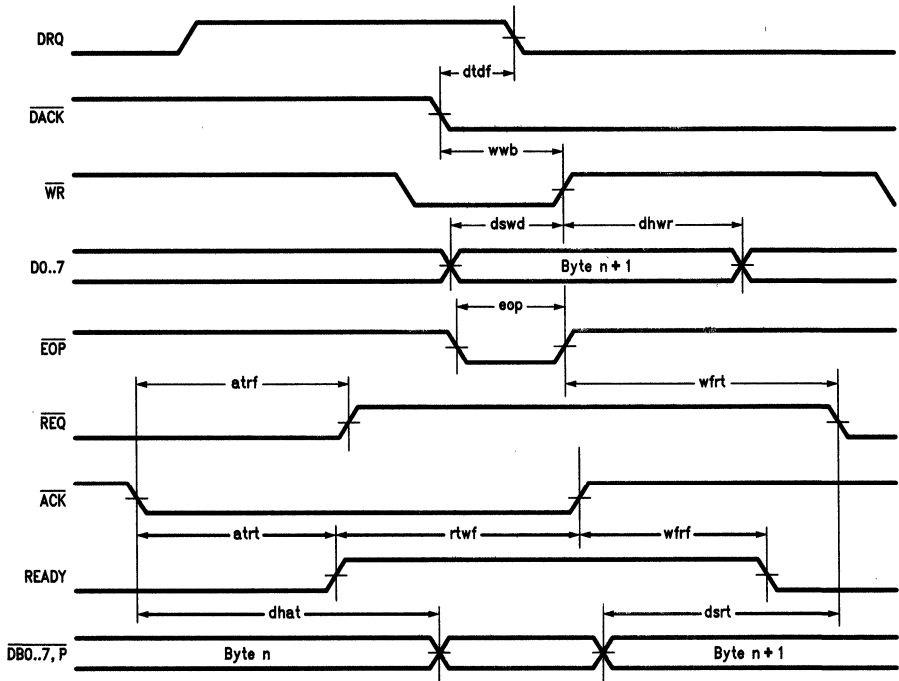 DRQ
dtdf
DACK
wwb
WR
dswd dhwr
D0..7 Byte n + 1
eop
EOP
atrf wfrt
REQ
ACK
atrt rtwf wfrf
READY
dhat dsrt
DB0..7, P Byte n Byte n + 1